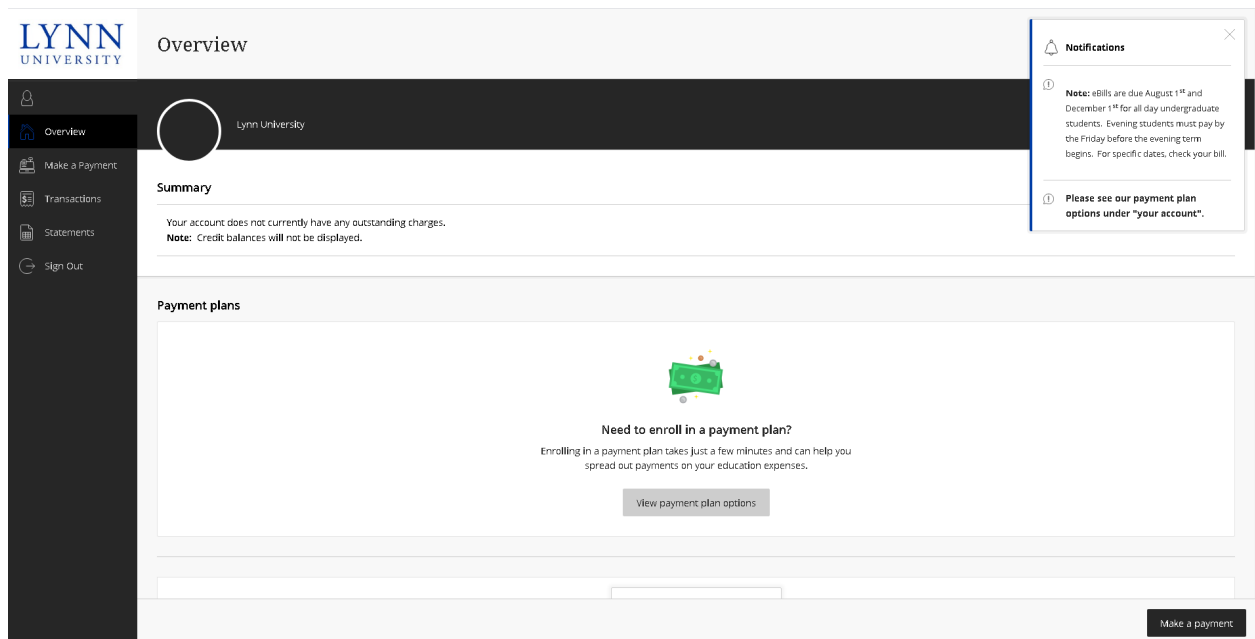 LYNN
UNIVERSITY
Overview
Overview
Make a Payment
Transactions
Statements
Sign Out
Lynn University
Summary
Your account does not currently have any outstanding charges.
Note: Credit balances will not be displayed.
Payment plans
Need to enroll in a payment plan?
Enrolling in a payment plan takes just a few minutes and can help you
spread out payments on your education expenses.
View payment plan options
Make a payment
Notifications
Note: eBills are due August 1st and
December 1st for all day undergraduate
students. Evening students must pay by
the Friday before the evening term
begins. For specific dates, check your bill.
Please see our payment plan
options under "your account".